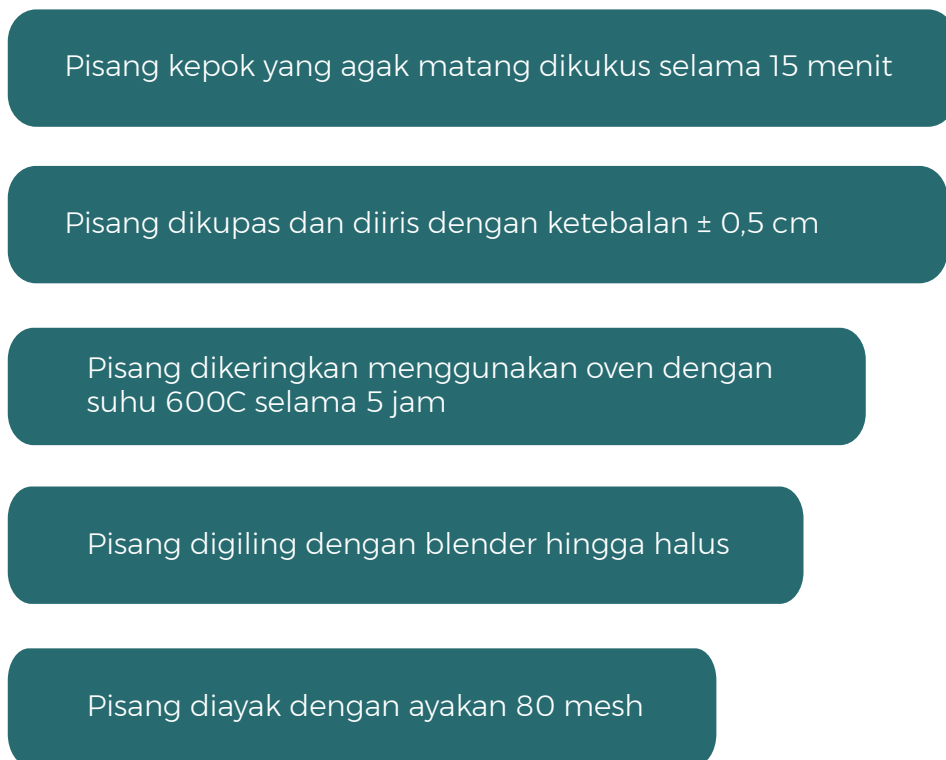 Pisang kepok yang agak matang dikukus selama 15 menit
Pisang dikupas dan diiris dengan ketebalan ± 0,5 cm
Pisang dikeringkan menggunakan oven dengan
suhu 600C selama 5 jam
Pisang digiling dengan blender hingga halus
Pisang diayak dengan ayakan 80 mesh